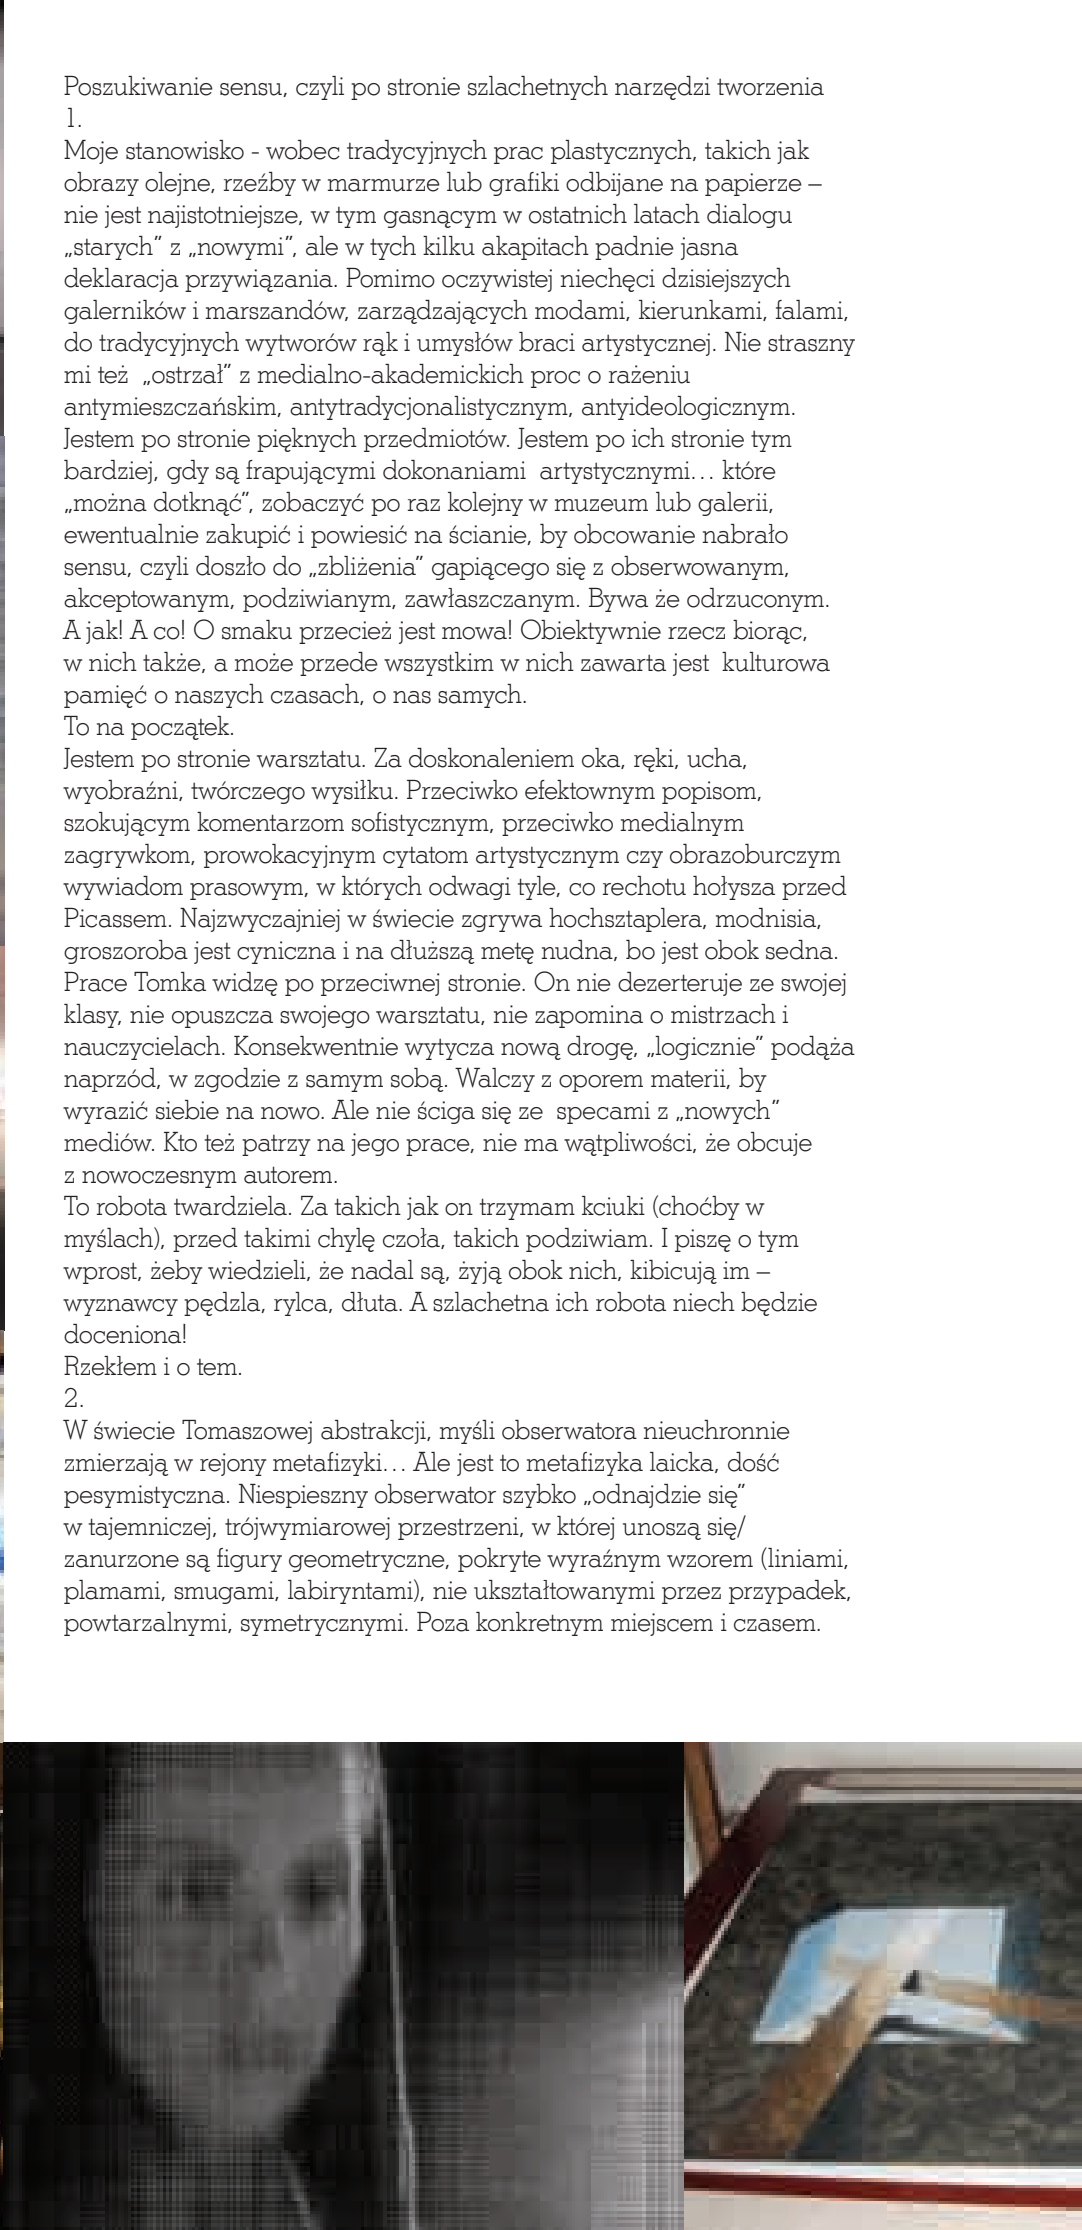 Poszukiwanie sensu, czyli po stronie szlachetnych narzędzi tworzenia
1.
Moje stanowisko - wobec tradycyjnych prac plastycznych, takich jak
obrazy olejne, rzeźby w marmurze lub grafiki odbijane na papierze –
nie jest najistotniejsze, w tym gasnącym w ostatnich latach dialogu
„starych” z „nowymi”, ale w tych kilku akapitach padnie jasna
deklaracja przywiązania. Pomimo oczywistej niechęci dzisiejszych
galerników i marszandów, zarządzających modami, kierunkami, falami,
do tradycyjnych wytworów rąk i umysłów braci artystycznej. Nie straszny
mi też  „ostrzał” z medialno-akademickich proc o rażeniu
antymieszczańskim, antytradycjonalistycznym, antyideologicznym.
Jestem po stronie pięknych przedmiotów. Jestem po ich stronie tym
bardziej, gdy są frapującymi dokonaniami  artystycznymi… które
„można dotknąć”, zobaczyć po raz kolejny w muzeum lub galerii,
ewentualnie zakupić i powiesić na ścianie, by obcowanie nabrało
sensu, czyli doszło do „zbliżenia” gapiącego się z obserwowanym,
akceptowanym, podziwianym, zawłaszczanym. Bywa że odrzuconym.
A jak! A co! O smaku przecież jest mowa! Obiektywnie rzecz biorąc,
w nich także, a może przede wszystkim w nich zawarta jest  kulturowa
pamięć o naszych czasach, o nas samych.
To na początek.
Jestem po stronie warsztatu. Za doskonaleniem oka, ręki, ucha,
wyobraźni, twórczego wysiłku. Przeciwko efektownym popisom,
szokującym komentarzom sofistycznym, przeciwko medialnym
zagrywkom, prowokacyjnym cytatom artystycznym czy obrazoburczym
wywiadom prasowym, w których odwagi tyle, co rechotu hołysza przed
Picassem. Najzwyczajniej w świecie zgrywa hochsztaplera, modnisia,
groszoroba jest cyniczna i na dłuższą metę nudna, bo jest obok sedna.
Prace Tomka widzę po przeciwnej stronie. On nie dezerteruje ze swojej
klasy, nie opuszcza swojego warsztatu, nie zapomina o mistrzach i
nauczycielach. Konsekwentnie wytycza nową drogę, „logicznie” podąża
naprzód, w zgodzie z samym sobą. Walczy z oporem materii, by
wyrazić siebie na nowo. Ale nie ściga się ze  specami z „nowych”
mediów. Kto też patrzy na jego prace, nie ma wątpliwości, że obcuje
z nowoczesnym autorem.
To robota twardziela. Za takich jak on trzymam kciuki (choćby w
myślach), przed takimi chylę czoła, takich podziwiam. I piszę o tym
wprost, żeby wiedzieli, że nadal są, żyją obok nich, kibicują im –
wyznawcy pędzla, rylca, dłuta. A szlachetna ich robota niech będzie
doceniona!
Rzekłem i o tem.
2.
W świecie Tomaszowej abstrakcji, myśli obserwatora nieuchronnie
zmierzają w rejony metafizyki… Ale jest to metafizyka laicka, dość
pesymistyczna. Niespieszny obserwator szybko „odnajdzie się”
w tajemniczej, trójwymiarowej przestrzeni, w której unoszą się/
zanurzone są figury geometryczne, pokryte wyraźnym wzorem (liniami,
plamami, smugami, labiryntami), nie ukształtowanymi przez przypadek,
powtarzalnymi, symetrycznymi. Poza konkretnym miejscem i czasem.